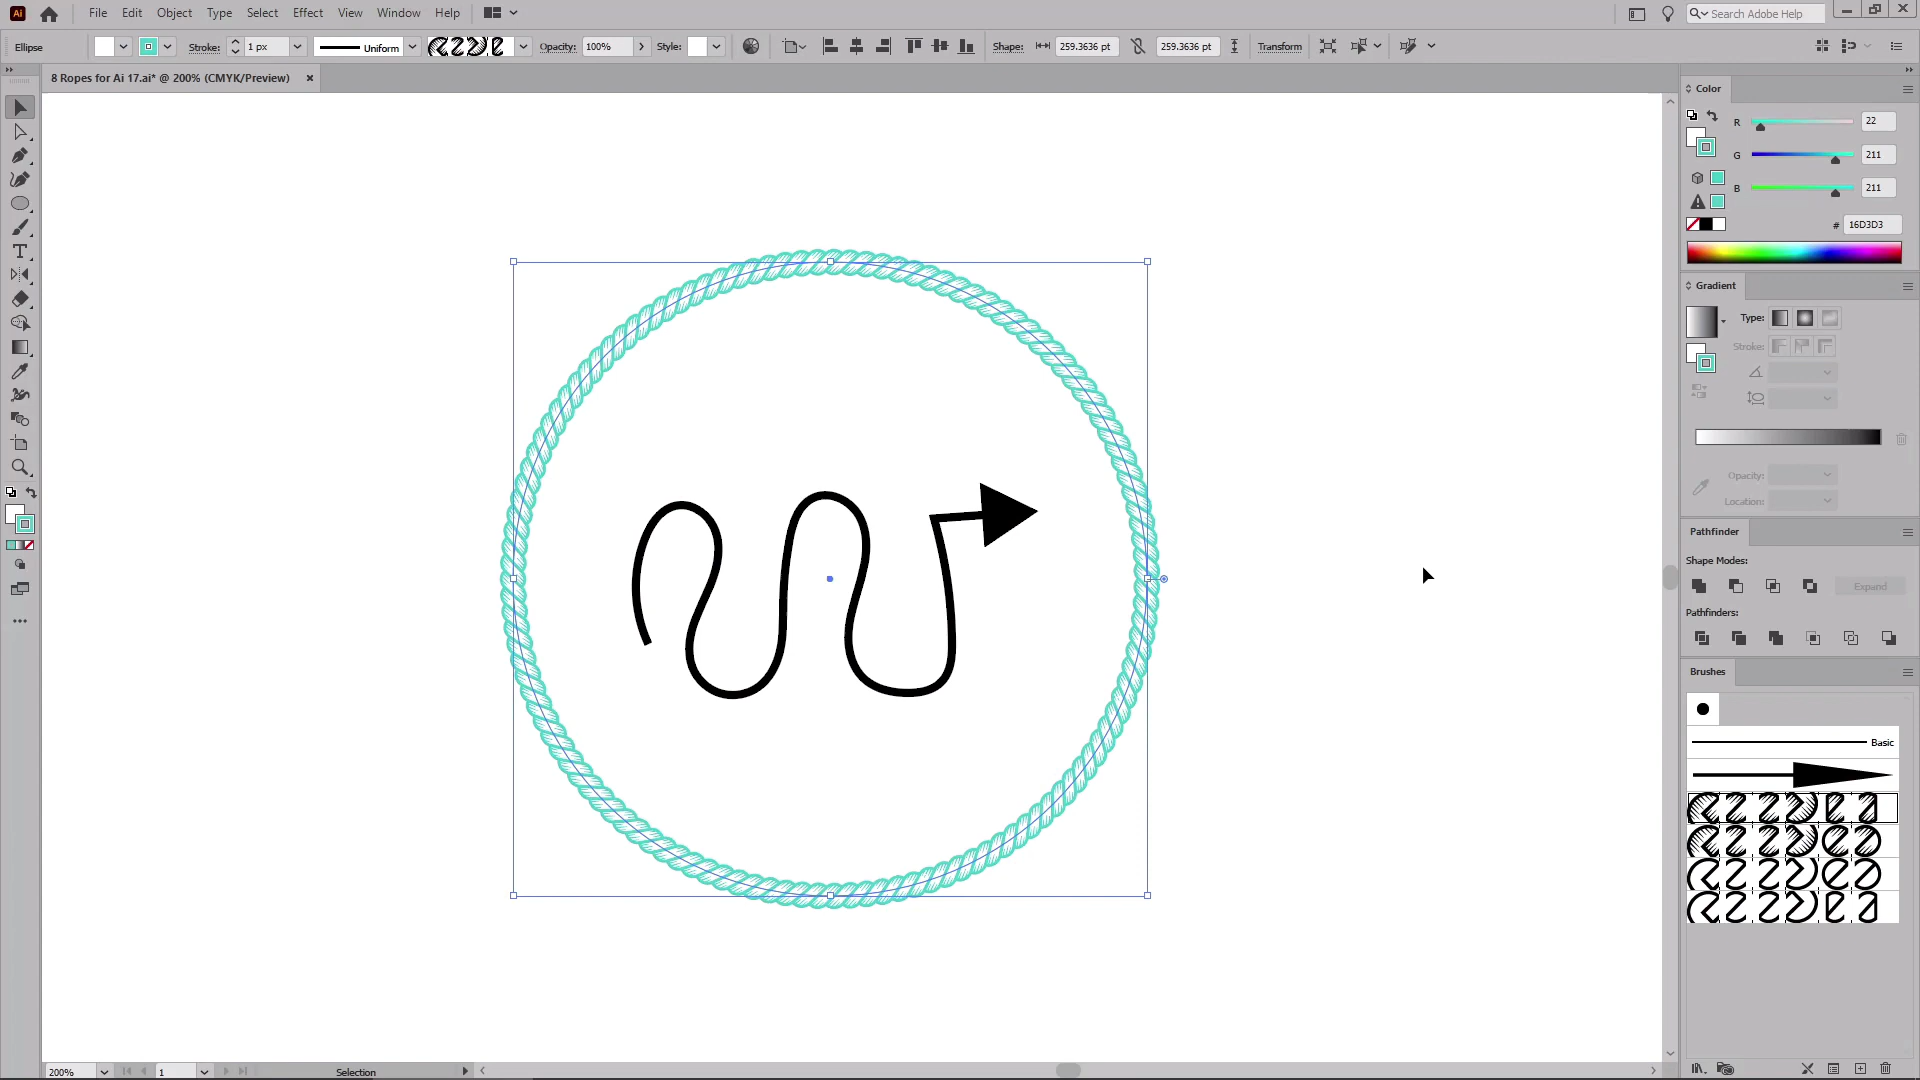 Ai File Edit Object Type Select Effect View Window Help Search Adobe Help
Ellipse Stroke: 1 px Uniform Opacity: 100% Style: Shape: 259.3636 pt 259.3636 pt Transform
8 Ropes for Ai 17.ai* @ 200% (CMYK/Preview)
Color
R 22
G 211
B 211
# 16D3D3
Gradient
Type:
Stroke:
Opacity:
Location:
Pathfinder
Shape Modes:
Expand
Pathfinders:
Brushes
Basic
200% 1 Selection